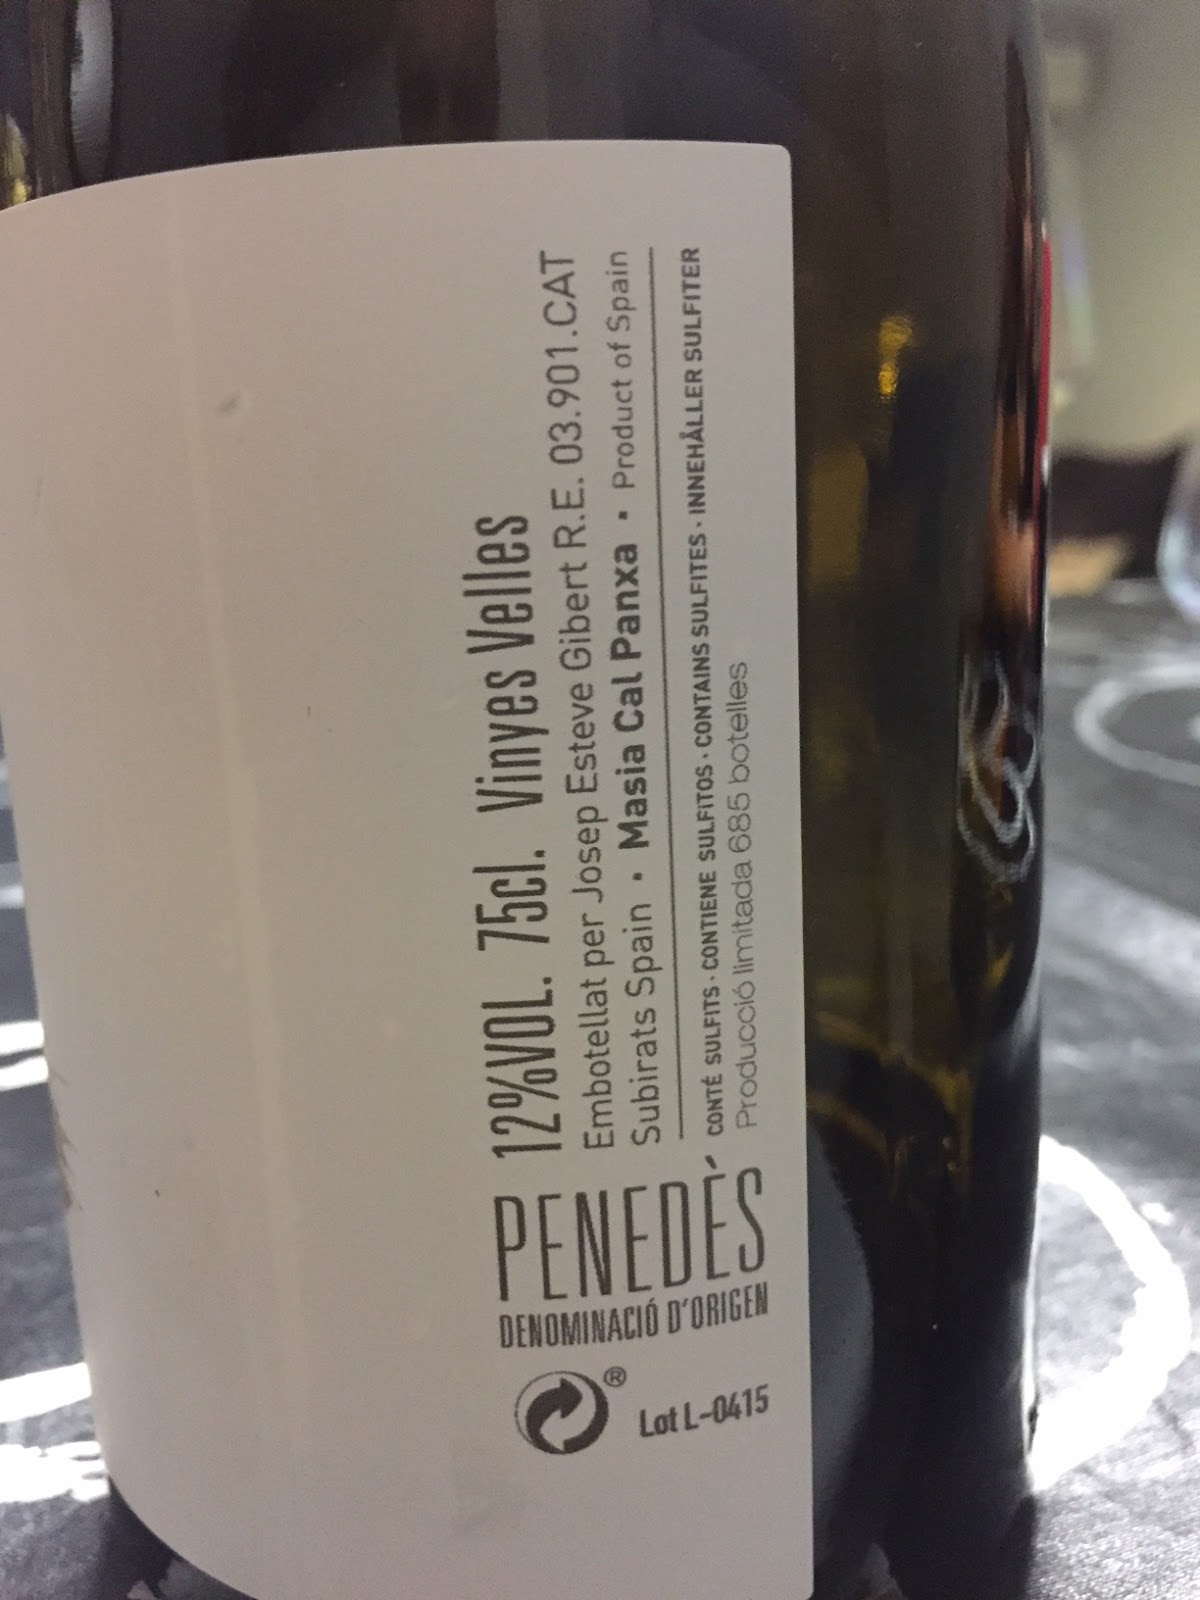 12%VOL. 75cl. Vinyes Velles
Embotellat per Josep Esteve Gibert R.E. 03.901.CAT
Subirats Spain · Masia Cal Panxa · Product of Spain
CONTÉ SULFITS · CONTIENE SULFITOS · CONTAINS SULFITES · INNEHÅLLER SULFITER
Producció limitada 685 botelles
PENEDÈS
DENOMINACIÓ D'ORIGEN
®
Lot L-0415